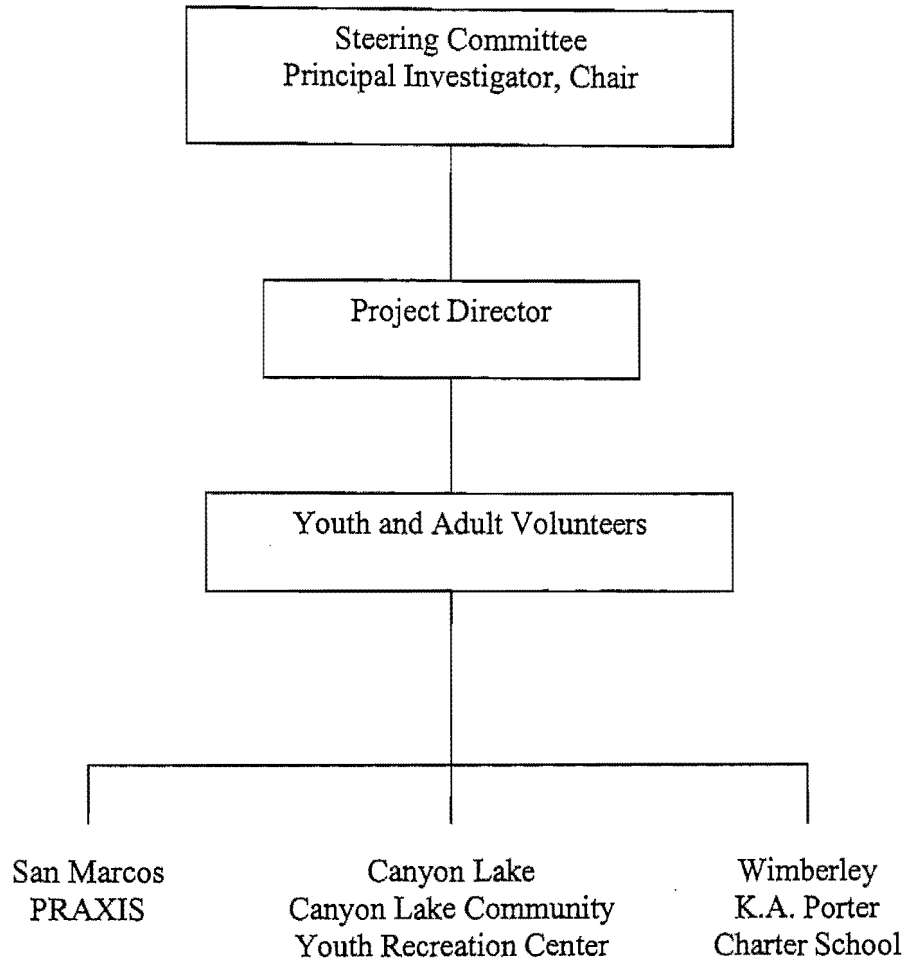 Steering Committee
Principal Investigator, Chair
Project Director
Youth and Adult Volunteers
San Marcos
PRAXIS
Canyon Lake
Canyon Lake Community
Youth Recreation Center
Wimberley
K.A. Porter
Charter School